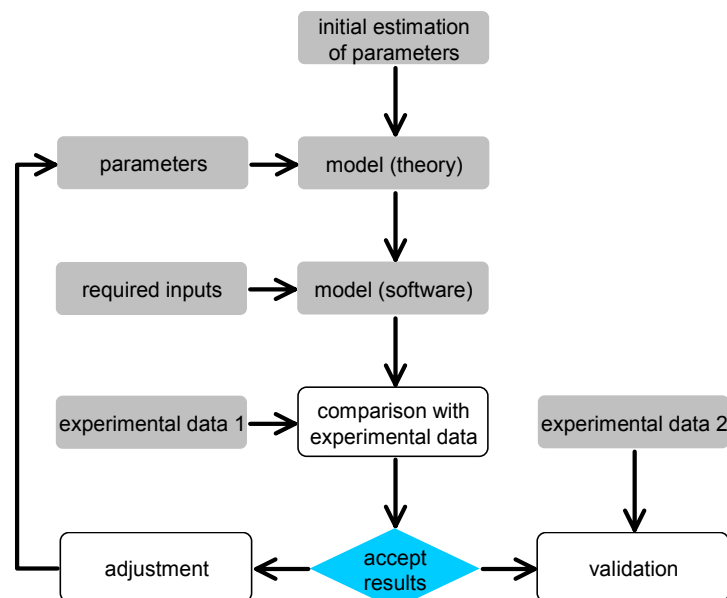 initial estimation
of parameters
parameters
model (theory)
required inputs
model (software)
experimental data 1
comparison with
experimental data
experimental data 2
adjustment
accept
results
validation